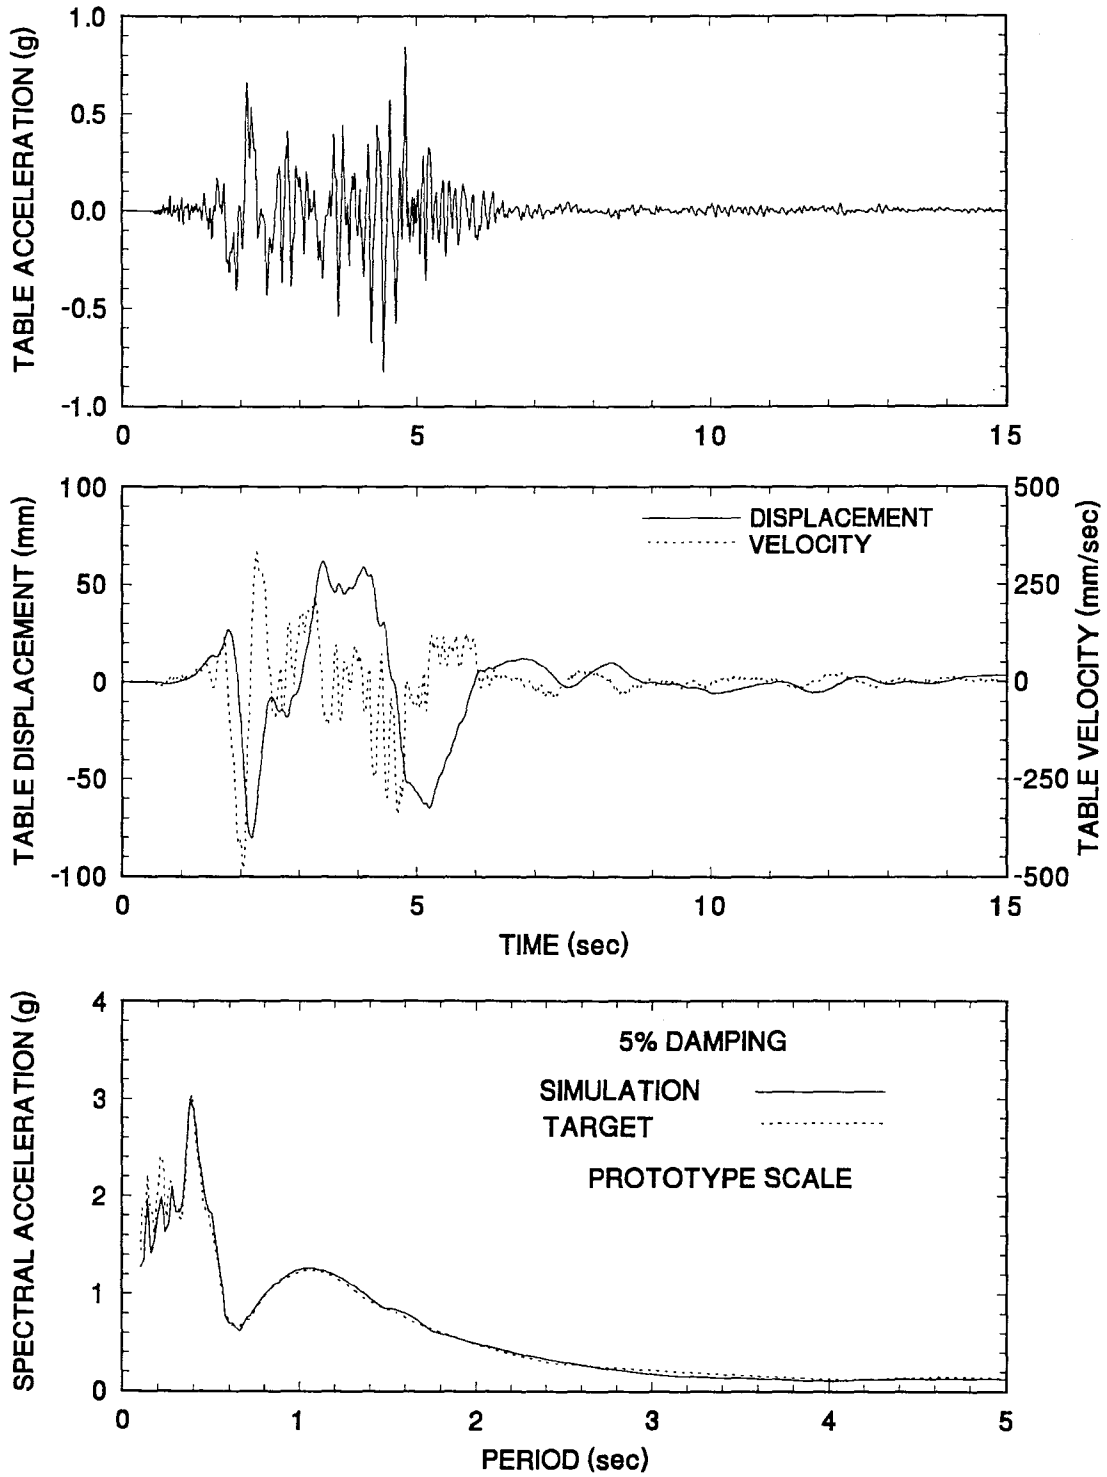 TABLE ACCELERATION (g)
1.0
0.5
0.0
-0.5
-1.0
0 5 10 15
TABLE DISPLACEMENT (mm)
100
50
0
-50
-100
DISPLACEMENT
VELOCITY
500
250
0
-250
-500
TABLE VELOCITY (mm/sec)
0 5 10 15
TIME (sec)
SPECTRAL ACCELERATION (g)
4
3
2
1
0
5% DAMPING
SIMULATION
TARGET
PROTOTYPE SCALE
0 1 2 3 4 5
PERIOD (sec)